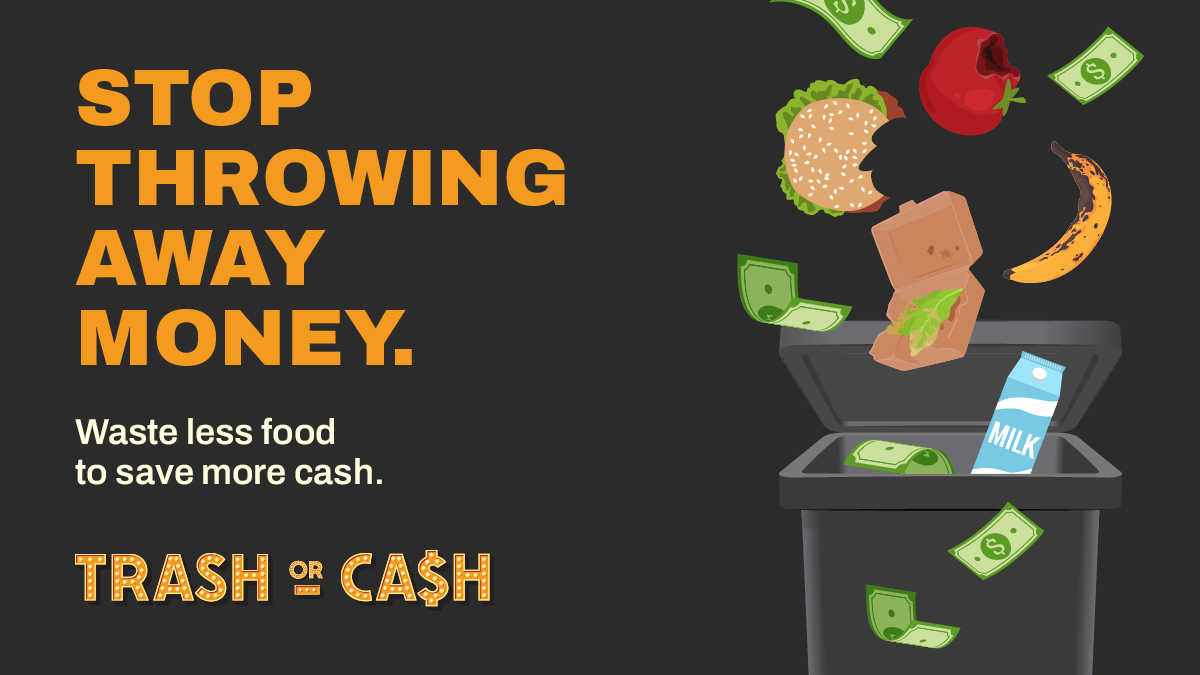 STOP
THROWING
AWAY
MONEY.
Waste less food
to save more cash.
TRASH OR CA$H
MILK